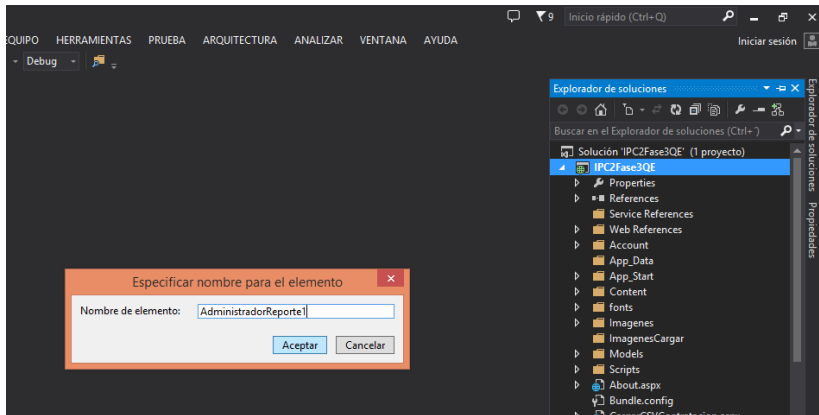 9 Inicio rápido (Ctrl+Q)
EQUIPO HERRAMIENTAS PRUEBA ARQUITECTURA ANALIZAR VENTANA AYUDA
Iniciar sesión
Debug
Explorador de soluciones
Buscar en el Explorador de soluciones (Ctrl+´)
Solución 'IPC2Fase3QE' (1 proyecto)
IPC2Fase3QE
Properties
References
Service References
Web References
Account
App_Data
App_Start
Content
fonts
Imagenes
ImagenesCargar
Models
Scripts
About.aspx
Bundle.config
Explorador de soluciones
Propiedades
Especificar nombre para el elemento
Nombre de elemento: AdministradorReporte1
Aceptar Cancelar